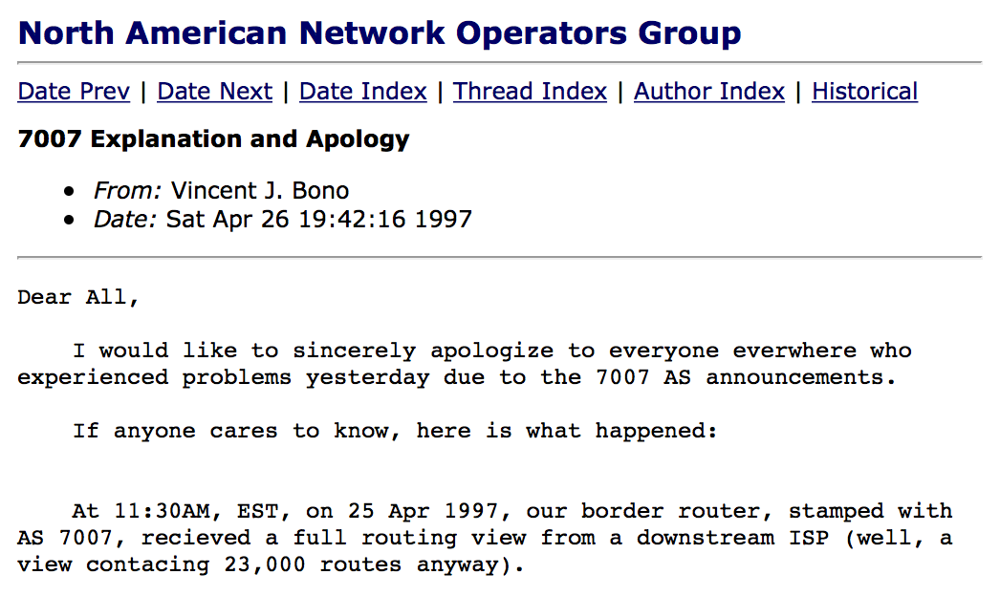 North American Network Operators Group
Date Prev | Date Next | Date Index | Thread Index | Author Index | Historical
7007 Explanation and Apology
• From: Vincent J. Bono
• Date: Sat Apr 26 19:42:16 1997
Dear All,
I would like to sincerely apologize to everyone everwhere who
experienced problems yesterday due to the 7007 AS announcements.
If anyone cares to know, here is what happened:
At 11:30AM, EST, on 25 Apr 1997, our border router, stamped with
AS 7007, recieved a full routing view from a downstream ISP (well, a
view contacing 23,000 routes anyway).